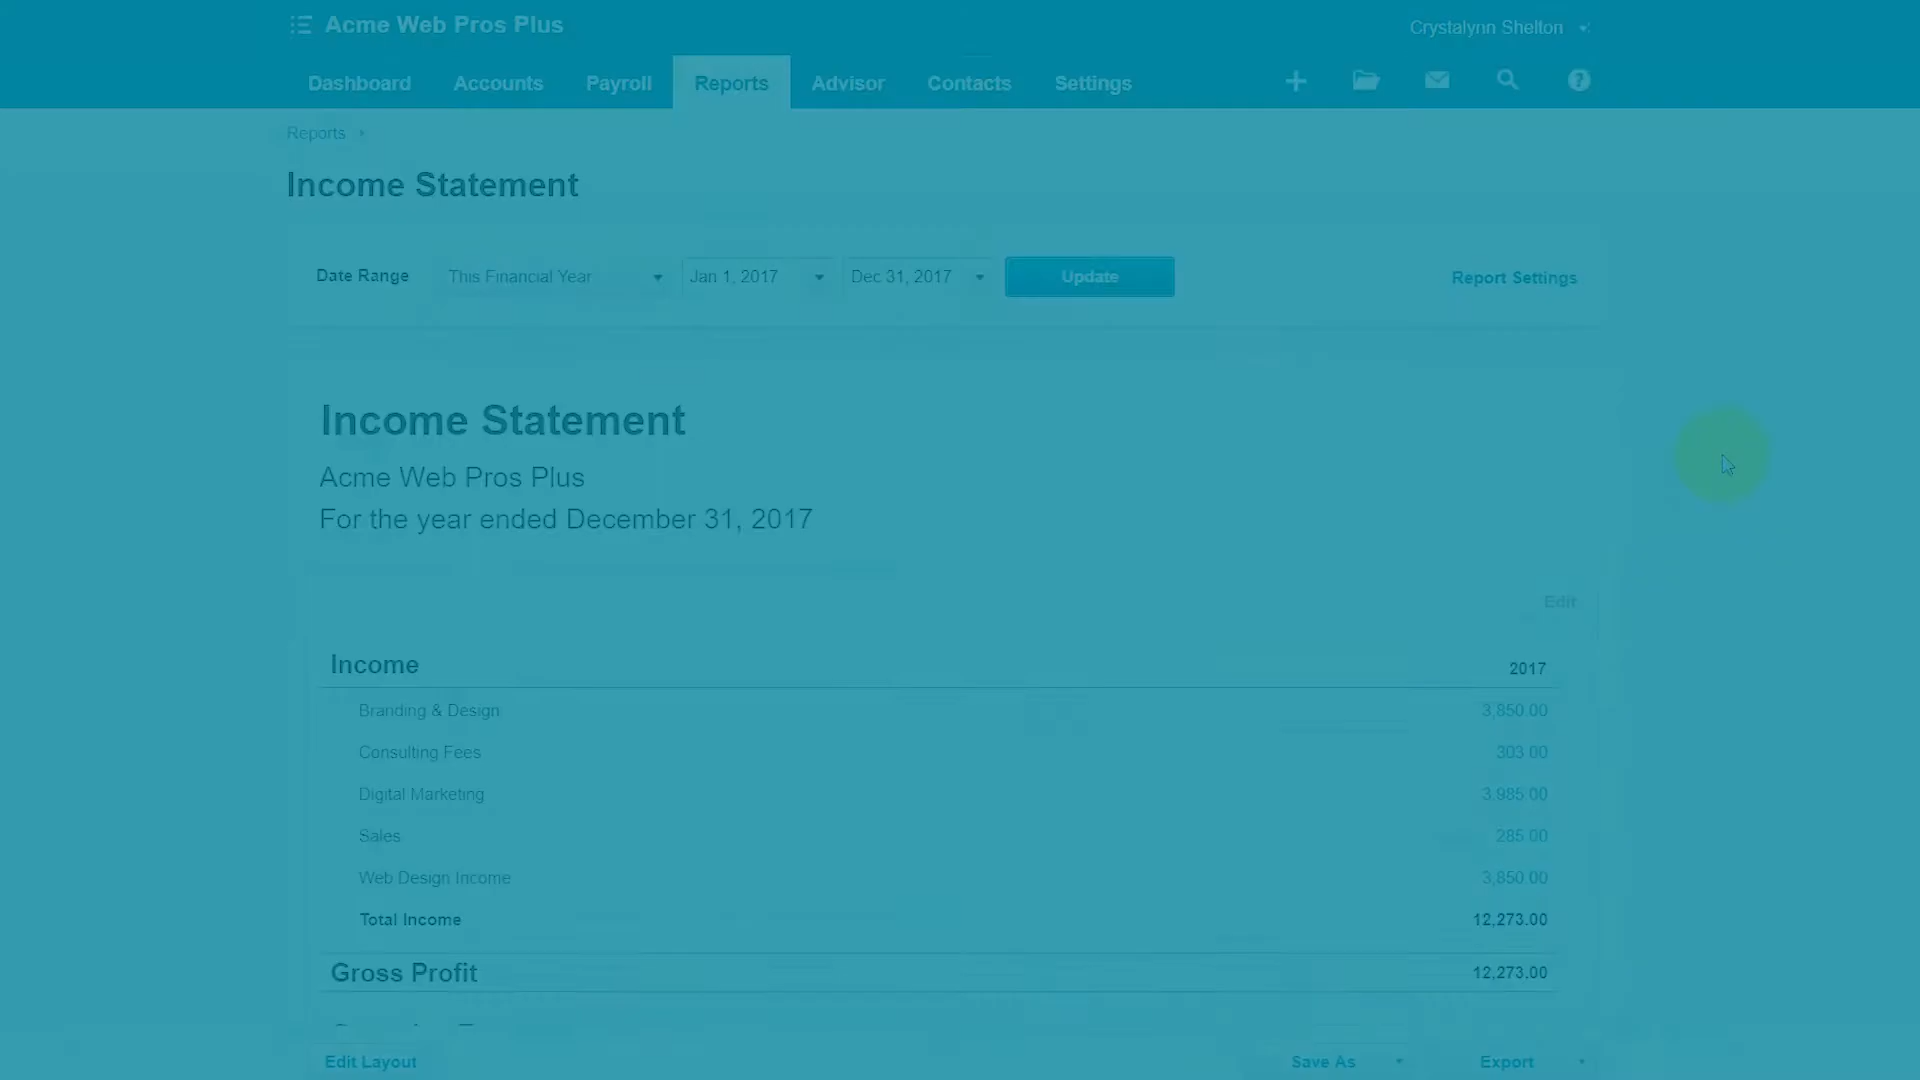 Acme Web Pros Plus
Crystalynn Shelton
Dashboard Accounts Payroll Reports Advisor Contacts Settings
Reports
Income Statement
Date Range This Financial Year Jan 1, 2017 Dec 31, 2017 Update Report Settings
Income Statement
Acme Web Pros Plus
For the year ended December 31, 2017
Edit
Income 2017
Branding & Design 3,850.00
Consulting Fees 303.00
Digital Marketing 3,985.00
Sales 285.00
Web Design Income 3,850.00
Total Income 12,273.00
Gross Profit 12,273.00
Edit Layout Save As Export